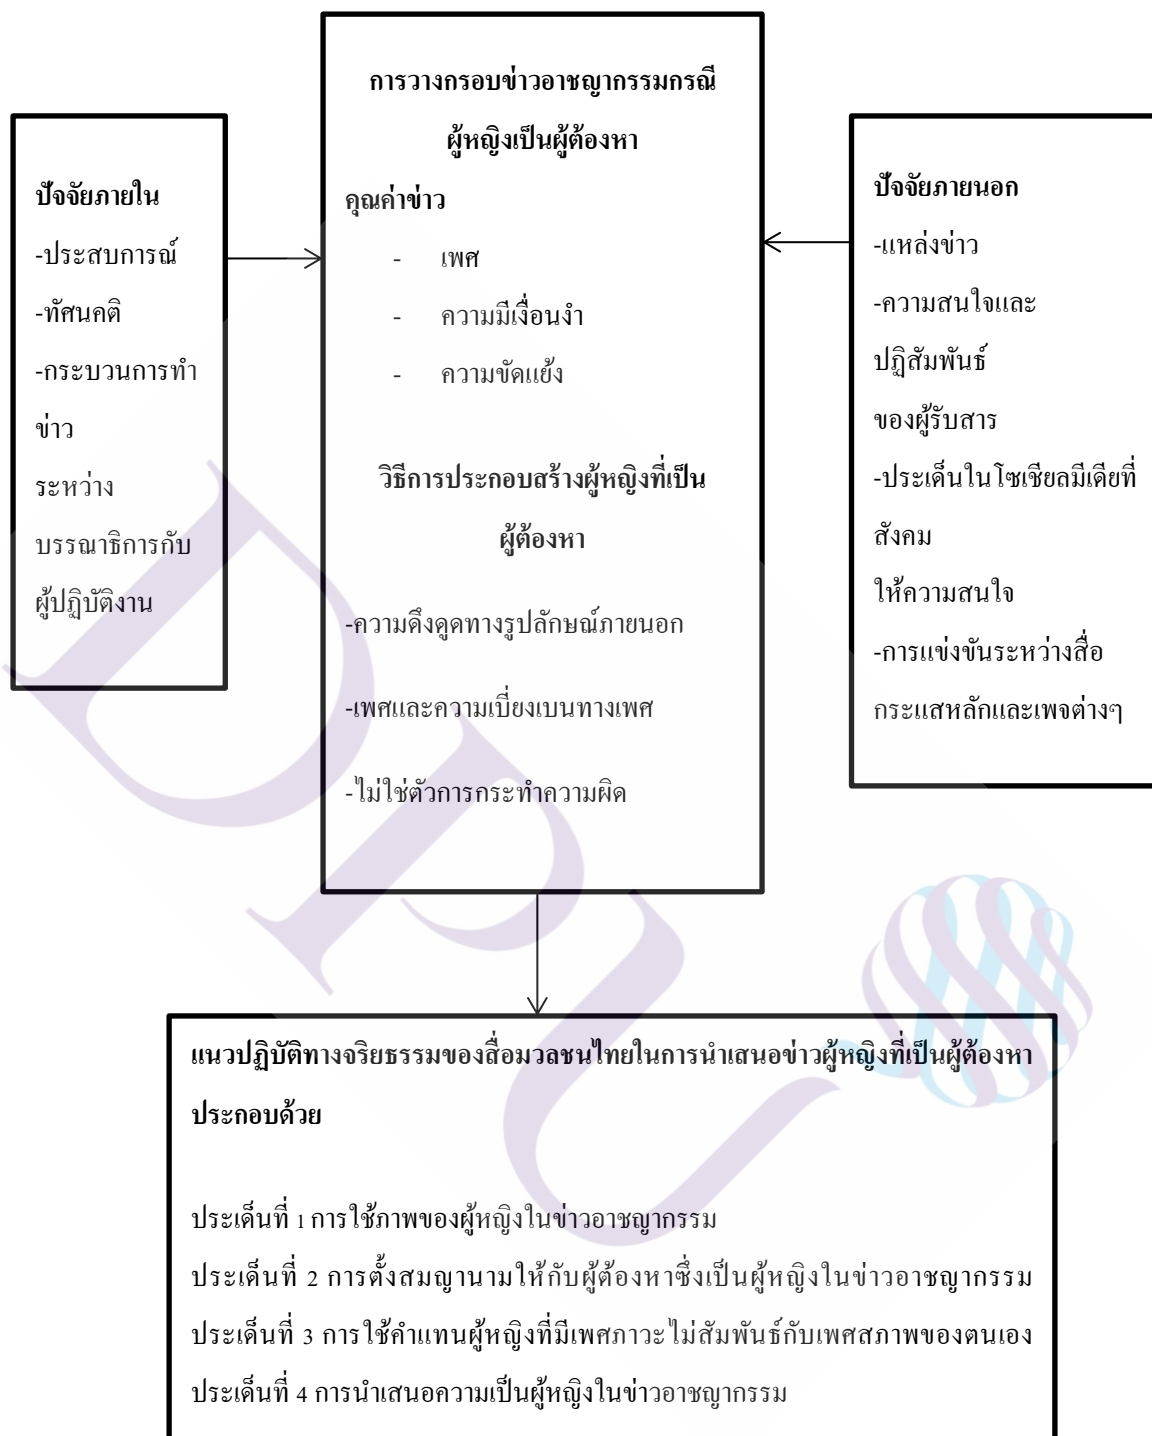 การวางกรอบข่าวอาชญากรรมกรณี
ผู้หญิงเป็นผู้ต้องหา
คุณค่าข่าว
- เพศ
- ความมีเงื่อนงำ
- ความขัดแย้ง
วิธีการประกอบสร้างผู้หญิงที่เป็น
ผู้ต้องหา
-ความดึงดูดทางรูปลักษณ์ภายนอก
-เพศและความเบี่ยงเบนทางเพศ
-ไม่ใช่ตัวการกระทำความผิด
ปัจจัยภายใน
-ประสบการณ์
-ทัศนคติ
-กระบวนการทำ
ข่าว
ระหว่าง
บรรณาธิการกับ
ผู้ปฏิบัติงาน
ปัจจัยภายนอก
-แหล่งข่าว
-ความสนใจและ
ปฏิสัมพันธ์
ของผู้รับสาร
-ประเด็นในโซเชียลมีเดียที่
สังคม
ให้ความสนใจ
-การแข่งขันระหว่างสื่อ
กระแสหลักและเพจต่างๆ
แนวปฏิบัติทางจริยธรรมของสื่อมวลชนไทยในการนำเสนอข่าวผู้หญิงที่เป็นผู้ต้องหา
ประกอบด้วย
ประเด็นที่ 1 การใช้ภาพของผู้หญิงในข่าวอาชญากรรม
ประเด็นที่ 2 การตั้งสมญานามให้กับผู้ต้องหาซึ่งเป็นผู้หญิงในข่าวอาชญากรรม
ประเด็นที่ 3 การใช้คำแทนผู้หญิงที่มีเพศภาวะไม่สัมพันธ์กับเพศสภาพของตนเอง
ประเด็นที่ 4 การนำเสนอความเป็นผู้หญิงในข่าวอาชญากรรม
DPU